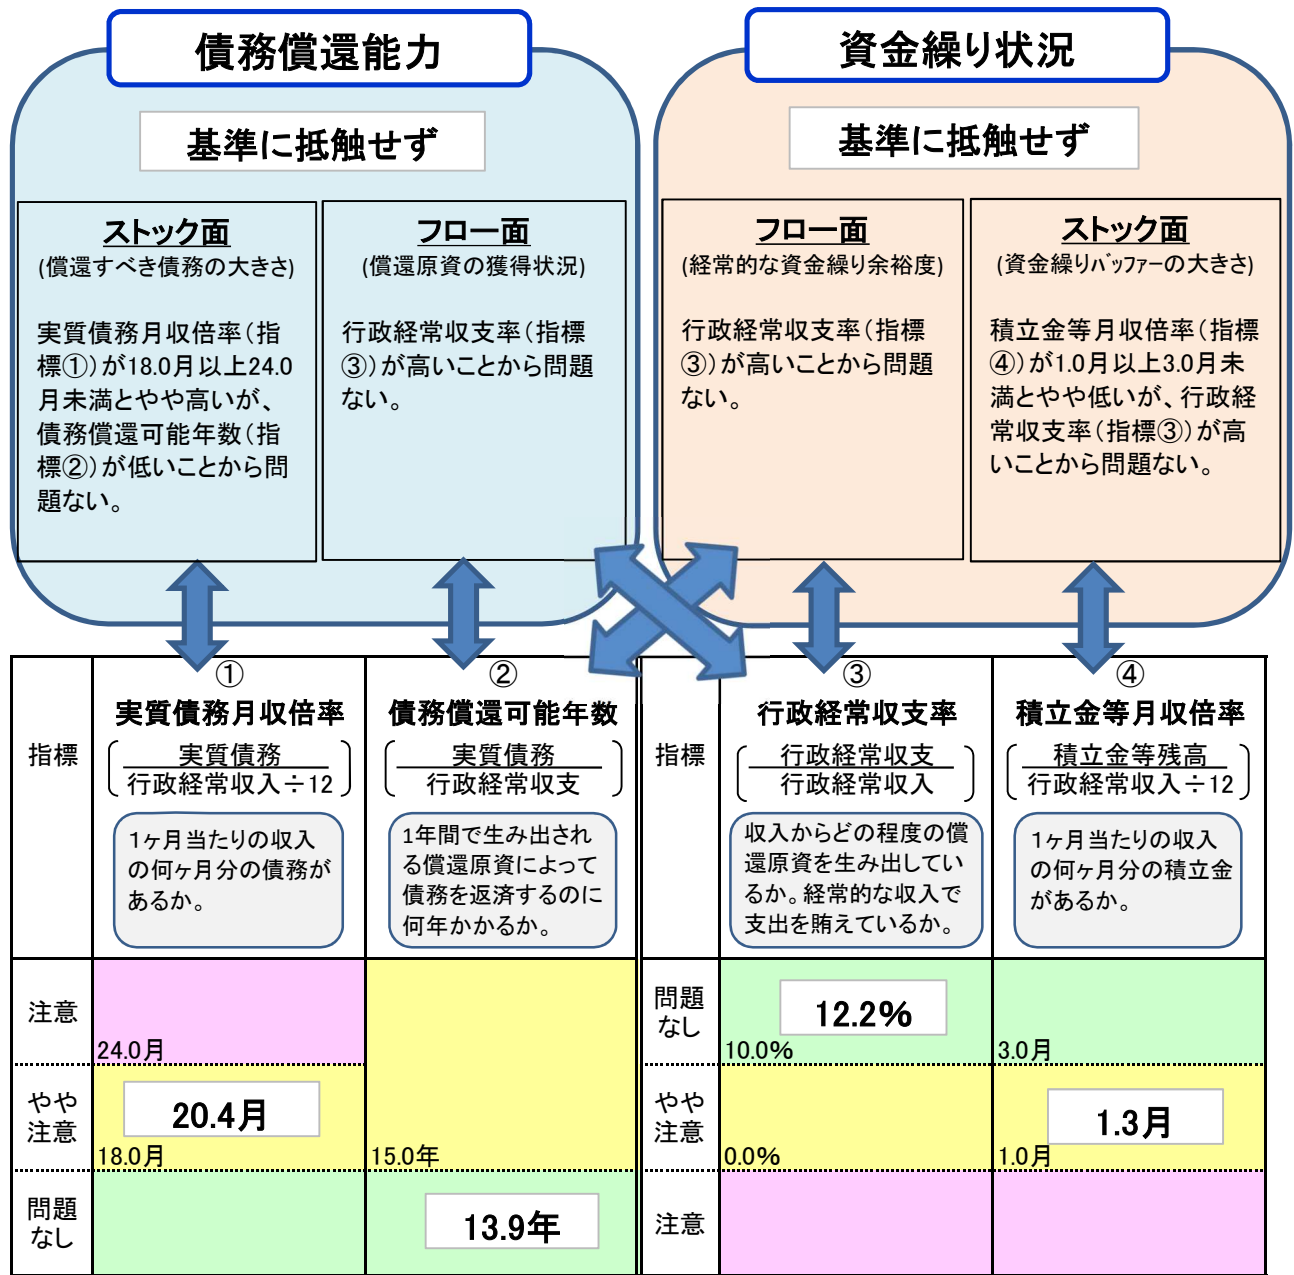 債務償還能力
基準に抵触せず
ストック面
(償還すべき債務の大きさ)
実質債務月収倍率(指
標①)が18.0月以上24.0
月未満とやや高いが、
債務償還可能年数(指
標②)が低いことから問
題ない。
フロー面
(償還原資の獲得状況)
行政経常収支率(指標
③)が高いことから問題
ない。
資金繰り状況
基準に抵触せず
フロー面
(経常的な資金繰り余裕度)
行政経常収支率(指標
③)が高いことから問題
ない。
ストック面
(資金繰りバッファーの大きさ)
積立金等月収倍率(指標
④)が1.0月以上3.0月未
満とやや低いが、行政経
常収支率(指標③)が高
いことから問題ない。
指標
①
実質債務月収倍率
実質債務
行政経常収入÷12
1ヶ月当たりの収入
の何ヶ月分の債務が
あるか。
②
債務償還可能年数
実質債務
行政経常収支
1年間で生み出され
る償還原資によって
債務を返済するのに
何年かかるか。
指標
③
行政経常収支率
行政経常収支
行政経常収入
収入からどの程度の償
還原資を生み出してい
るか。経常的な収入で
支出を賄えているか。
④
積立金等月収倍率
積立金等残高
行政経常収入÷12
1ヶ月当たりの収入
の何ヶ月分の積立金
があるか。
注意
24.0月
やや
注意
20.4月
18.0月
15.0年
問題
なし
13.9年
問題
なし
12.2%
10.0%
3.0月
やや
注意
1.3月
0.0%
1.0月
注意